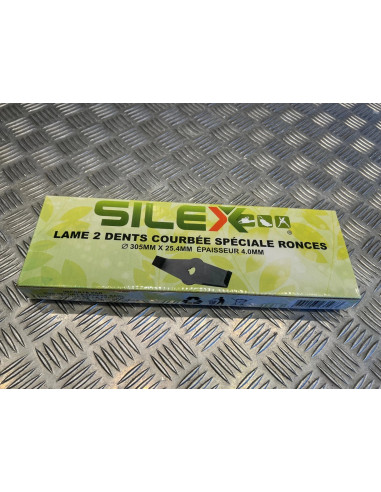 SILEX
LAME 2 DENTS COURBÉE SPÉCIALE RONCES
Ø 305MM X 25.4MM ÉPAISSEUR 4.0MM